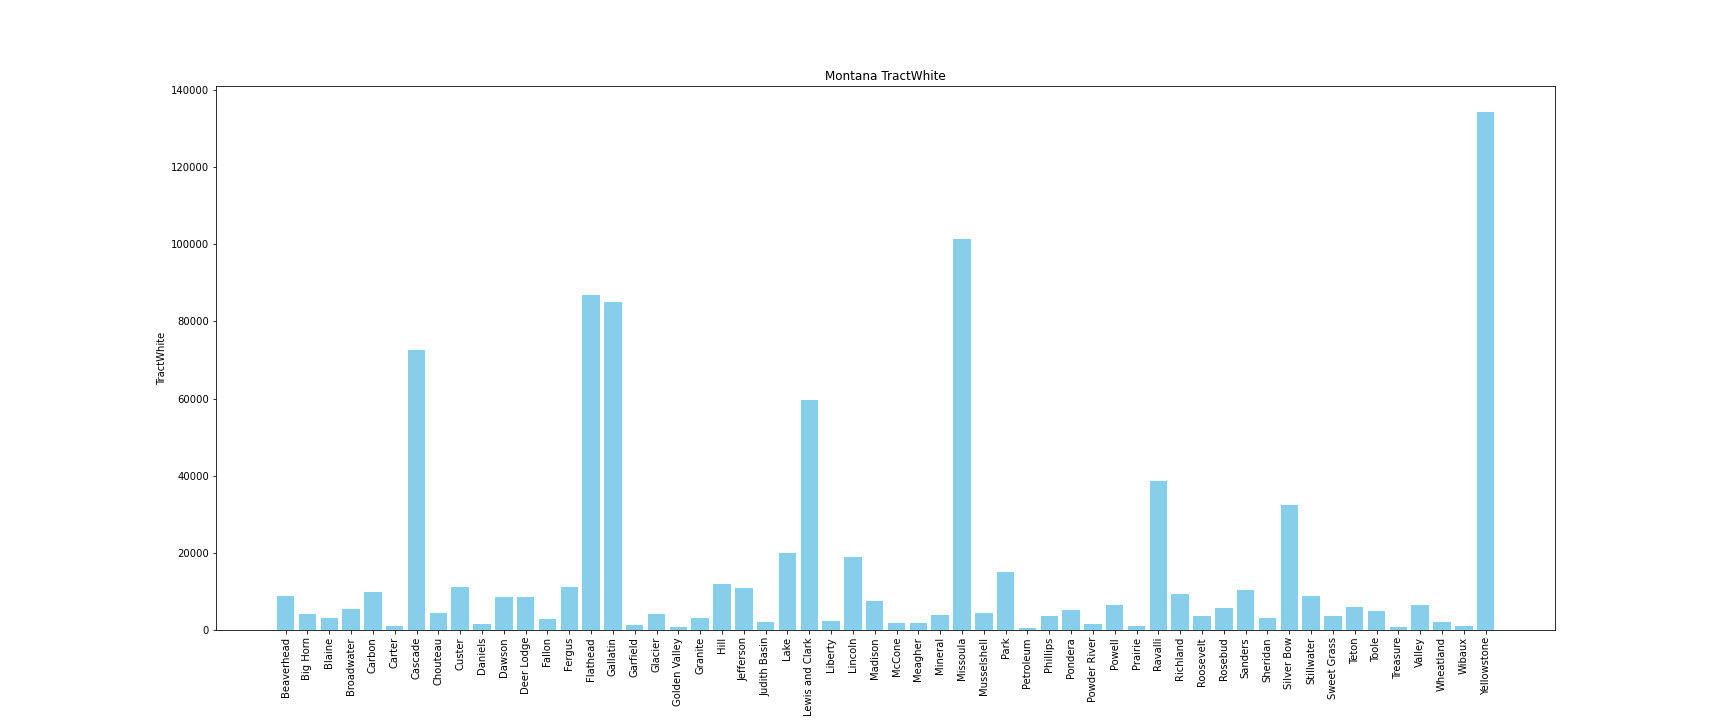 Montana TractWhite
TractWhite
140000
120000
100000
80000
60000
40000
20000
0
Beaverhead
Big Horn
Blaine
Broadwater
Carbon
Carter
Cascade
Chouteau
Custer
Daniels
Dawson
Deer Lodge
Fallon
Fergus
Flathead
Gallatin
Garfield
Glacier
Golden Valley
Granite
Hill
Jefferson
Judith Basin
Lake
Lewis and Clark
Liberty
Lincoln
Madison
McCone
Meagher
Mineral
Missoula
Musselshell
Park
Petroleum
Phillips
Pondera
Powder River
Powell
Prairie
Ravalli
Richland
Roosevelt
Rosebud
Sanders
Sheridan
Silver Bow
Stillwater
Sweet Grass
Teton
Toole
Treasure
Valley
Wheatland
Wibaux
Yellowstone